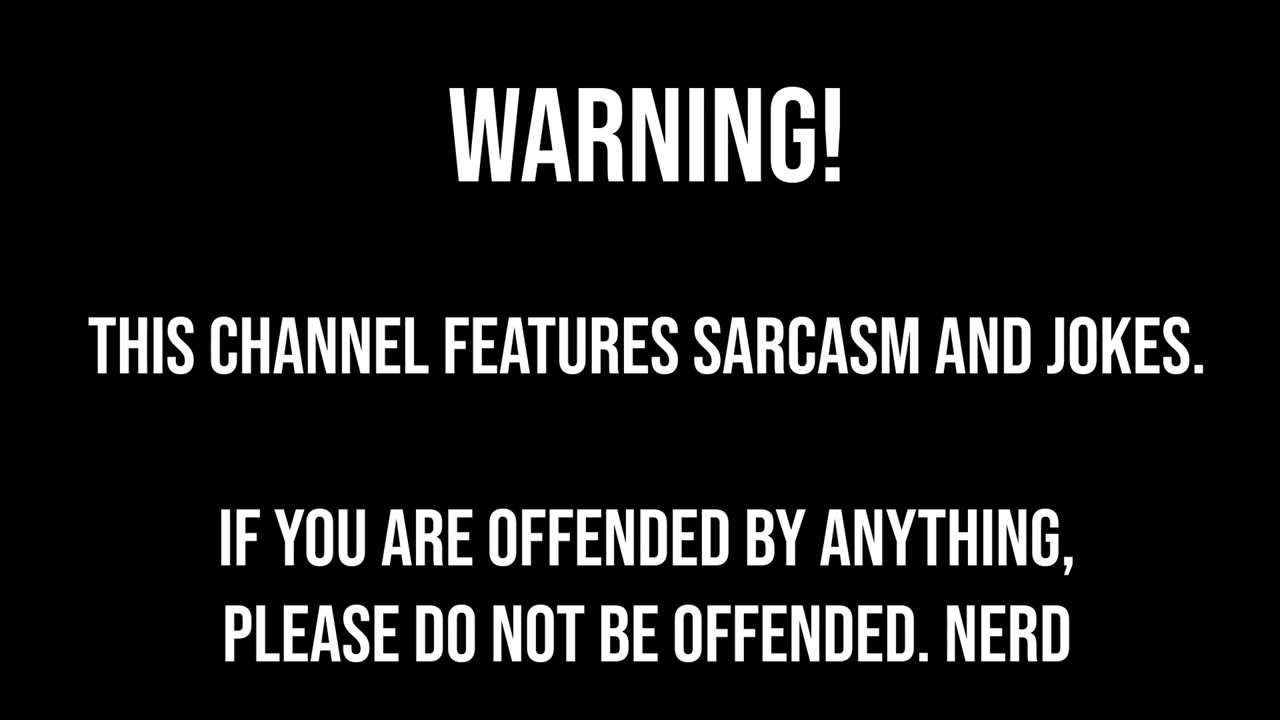 WARNING!
THIS CHANNEL FEATURES SARCASM AND JOKES.
IF YOU ARE OFFENDED BY ANYTHING,
PLEASE DO NOT BE OFFENDED. NERD